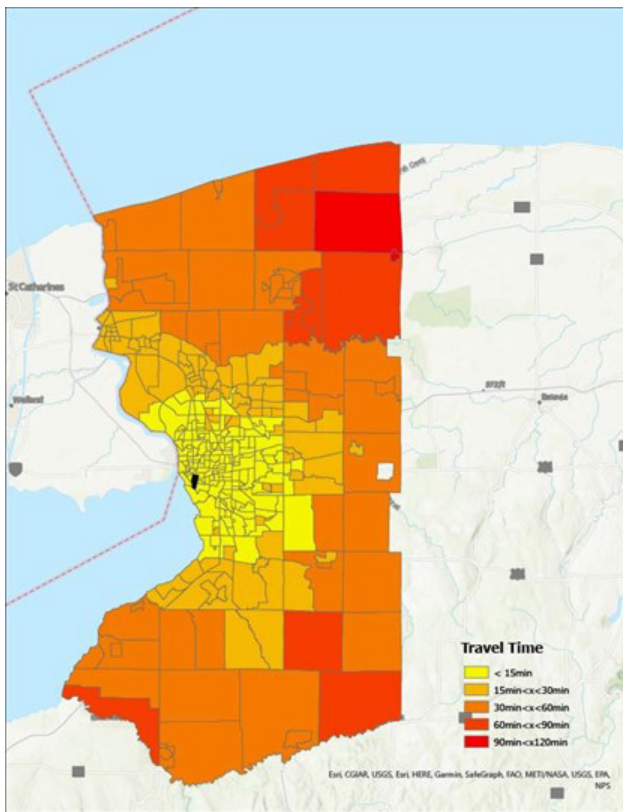 St Catharines
Welland
Batavia
Travel Time
< 15min
15min<x<30min
30min<x<60min
60min<x<90min
90min<x120min
Esri, CGIAR, USGS, Esri, HERE, Garmin, SafeGraph, FAO, METI/NASA, USGS, EPA,
NPS